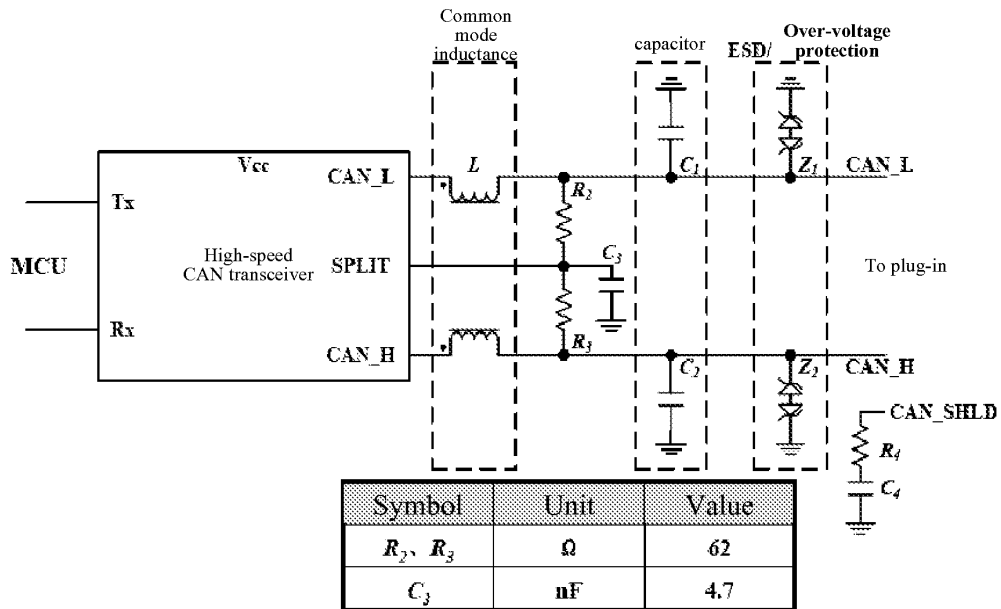 Common
mode
inductance
capacitor
ESD/
Over-voltage
protection
Vcc
CAN_L
L
R2
C1
Z1
CAN_L
Tx
MCU
High-speed
CAN transceiver
SPLIT
C3
To plug-in
Rx
CAN_H
R3
C2
Z2
CAN_H
CAN_SHLD
R4
C4
Symbol Unit Value
R2、R3 Ω 62
C3 nF 4.7